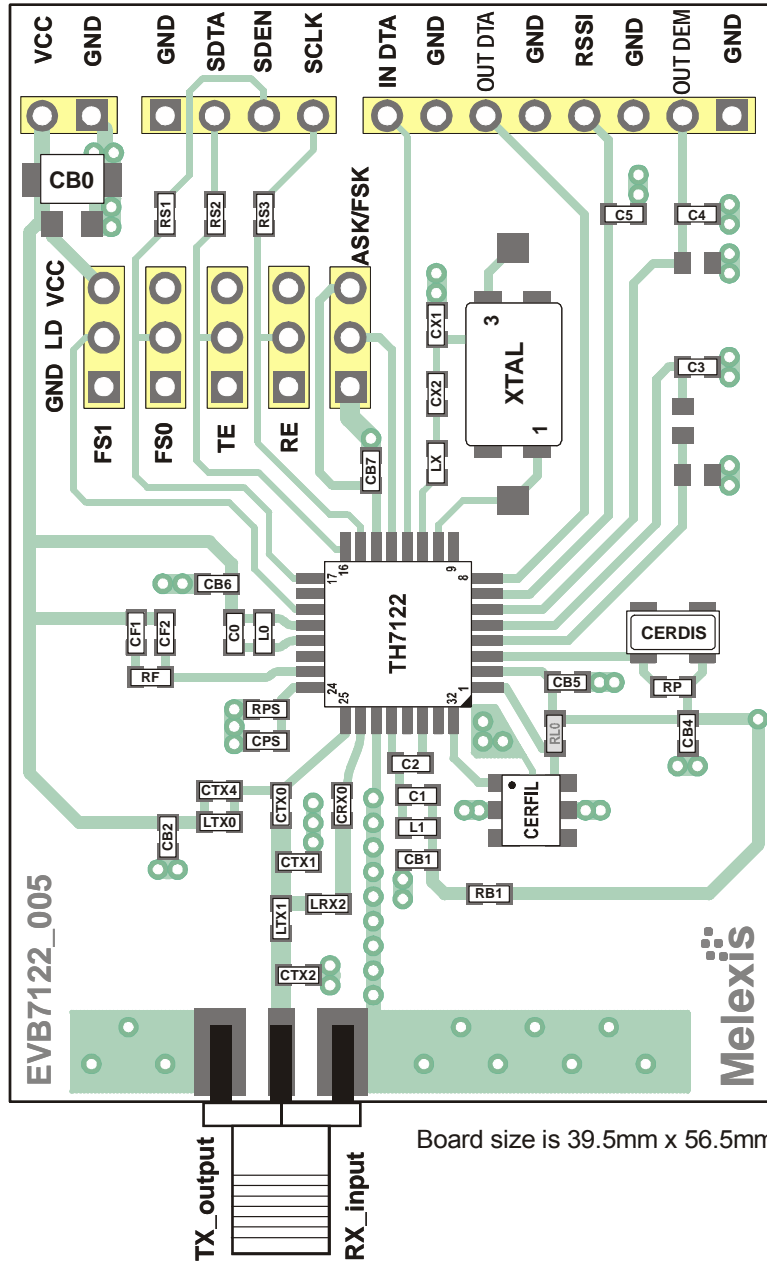 VCC
GND
GND
SDTA
SDEN
SCLK
IN DTA
GND
OUT DTA
GND
RSSI
GND
OUT DEM
GND
CB0
RS1
RS2
RS3
C5
C4
ASK/FSK
VCC
LD
GND
CX1
3
XTAL
1
CX2
C3
FS1
FS0
TE
RE
CB7
LX
16
9
17
8
TH7122
24
25
32
1
CB6
CF1
CF2
C0
L0
CERDIS
RF
CB5
RP
RPS
CPS
RL0
CB4
C2
CTX4
CTX0
CRX0
C1
CERFIL
LTX0
L1
CB2
CTX1
CB1
RB1
LTX1
LRX2
CTX2
EVB7122_005
Melexis
Board size is 39.5mm x 56.5mm
TX_output
RX_input